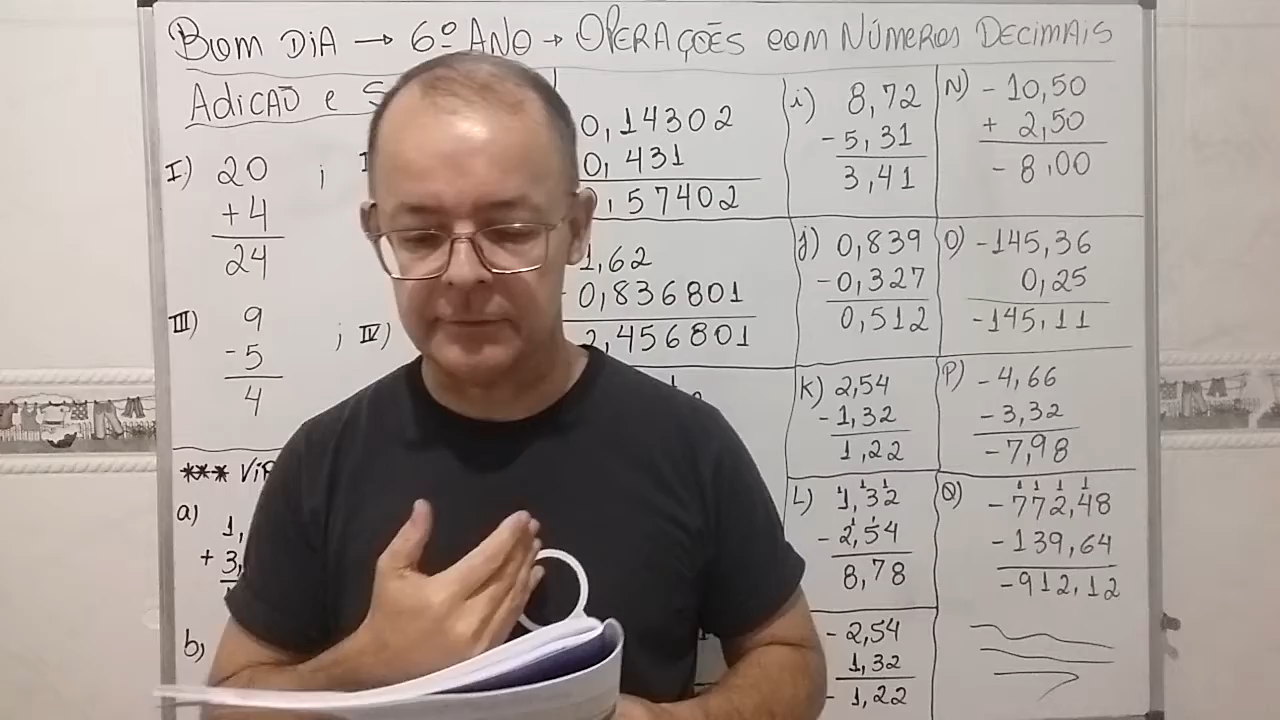 BOM DIA → 6º ANO → OPERAÇÕES COM NÚMEROS DECIMAIS
ADICÃO e S
I) 20 ;
+4
24
III) 9 ; IV)
-5
4
*** VÍR
a) 1,
+ 3,
b)
0,14302
0,431
,57402
1,62
0,836801
2,456801
i) 8,72
-5,31
3,41
j) 0,839
-0,327
0,512
K) 2,54
-1,32
1,22
L) 1,32
-2,54
8,78
-2,54
1,32
-1,22
N) -10,50
+ 2,50
-8,00
O) -145,36
0,25
-145,11
P) -4,66
-3,32
-7,98
Q) -772,48
-139,64
-912,12